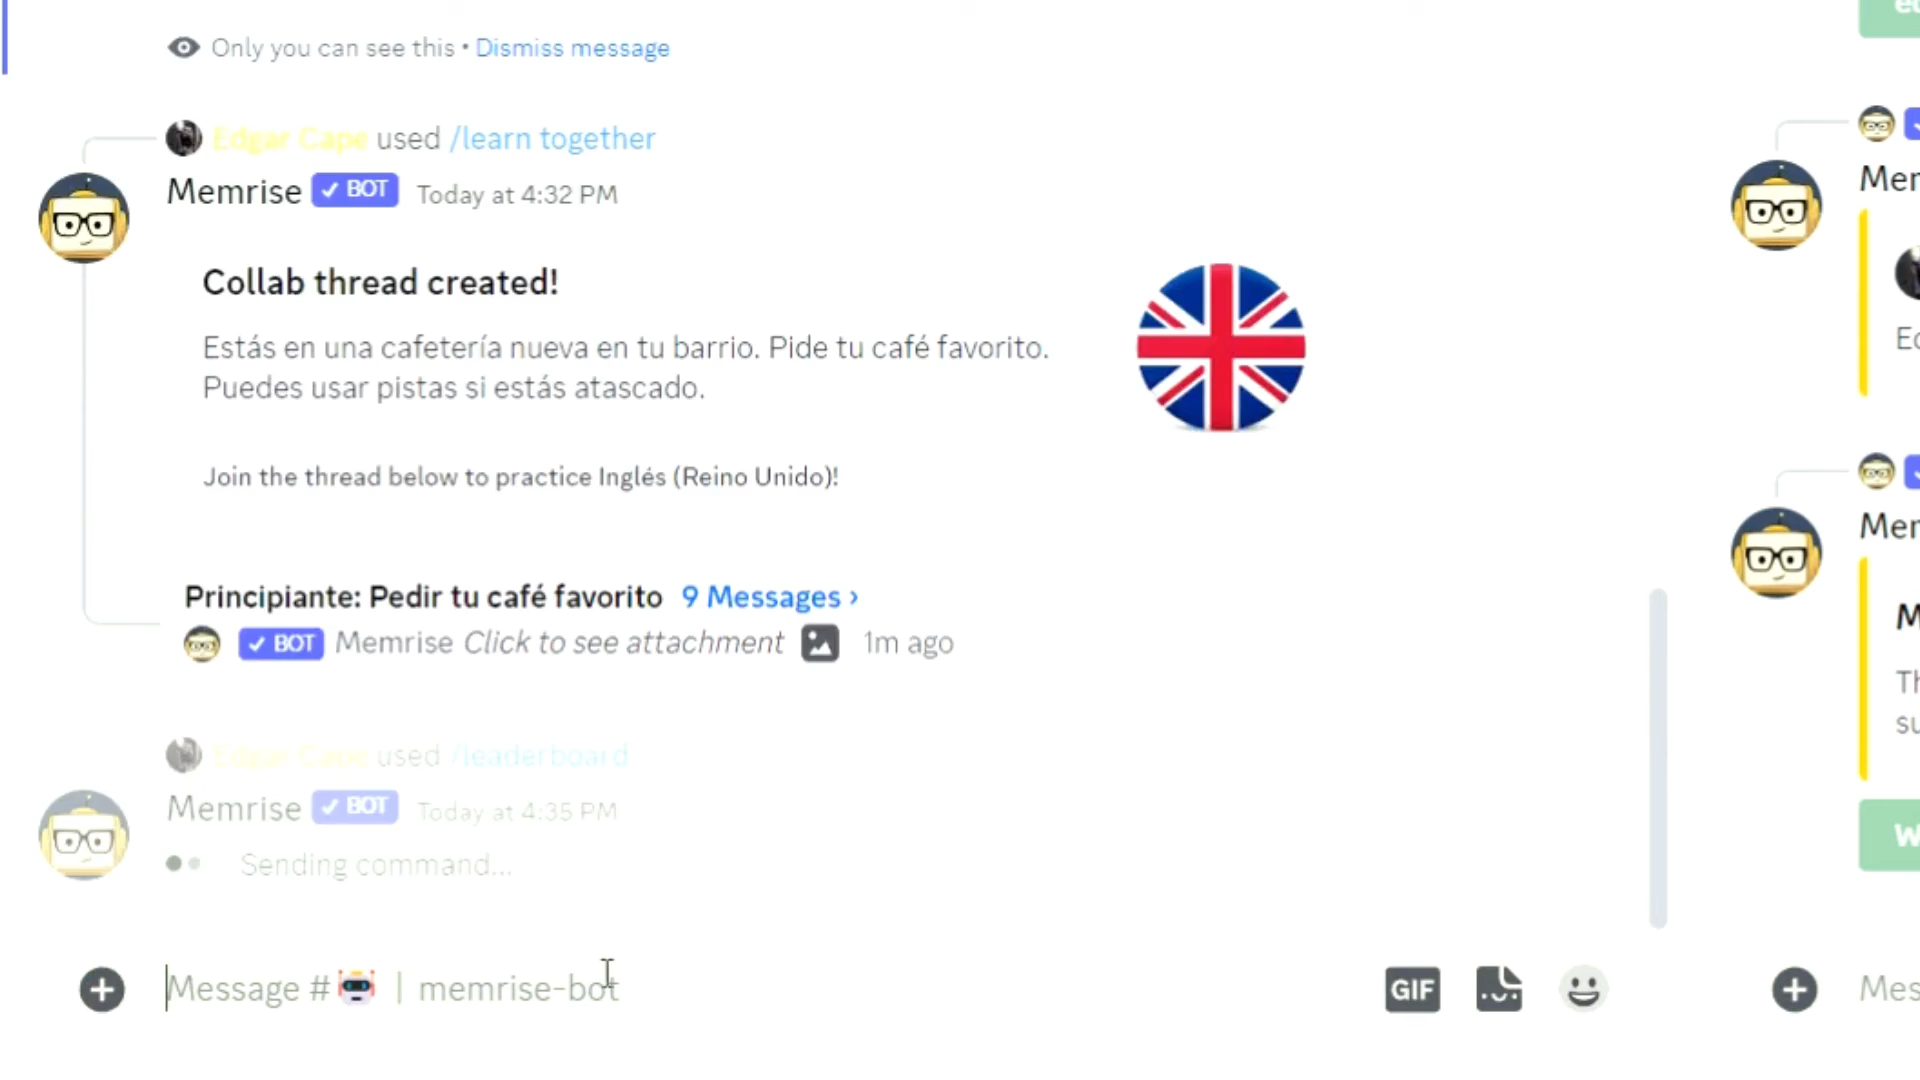 Only you can see this • Dismiss message
Edgar Cape used /learn together
Memrise ✓ BOT Today at 4:32 PM
Collab thread created!
Estás en una cafetería nueva en tu barrio. Pide tu café favorito.
Puedes usar pistas si estás atascado.
Join the thread below to practice Inglés (Reino Unido)!
Principiante: Pedir tu café favorito 9 Messages ›
✓ BOT Memrise Click to see attachment 1m ago
Edgar Cape used /leaderboard
Memrise ✓ BOT Today at 4:35 PM
Sending command...
Message #🤖 | memrise-bot
GIF